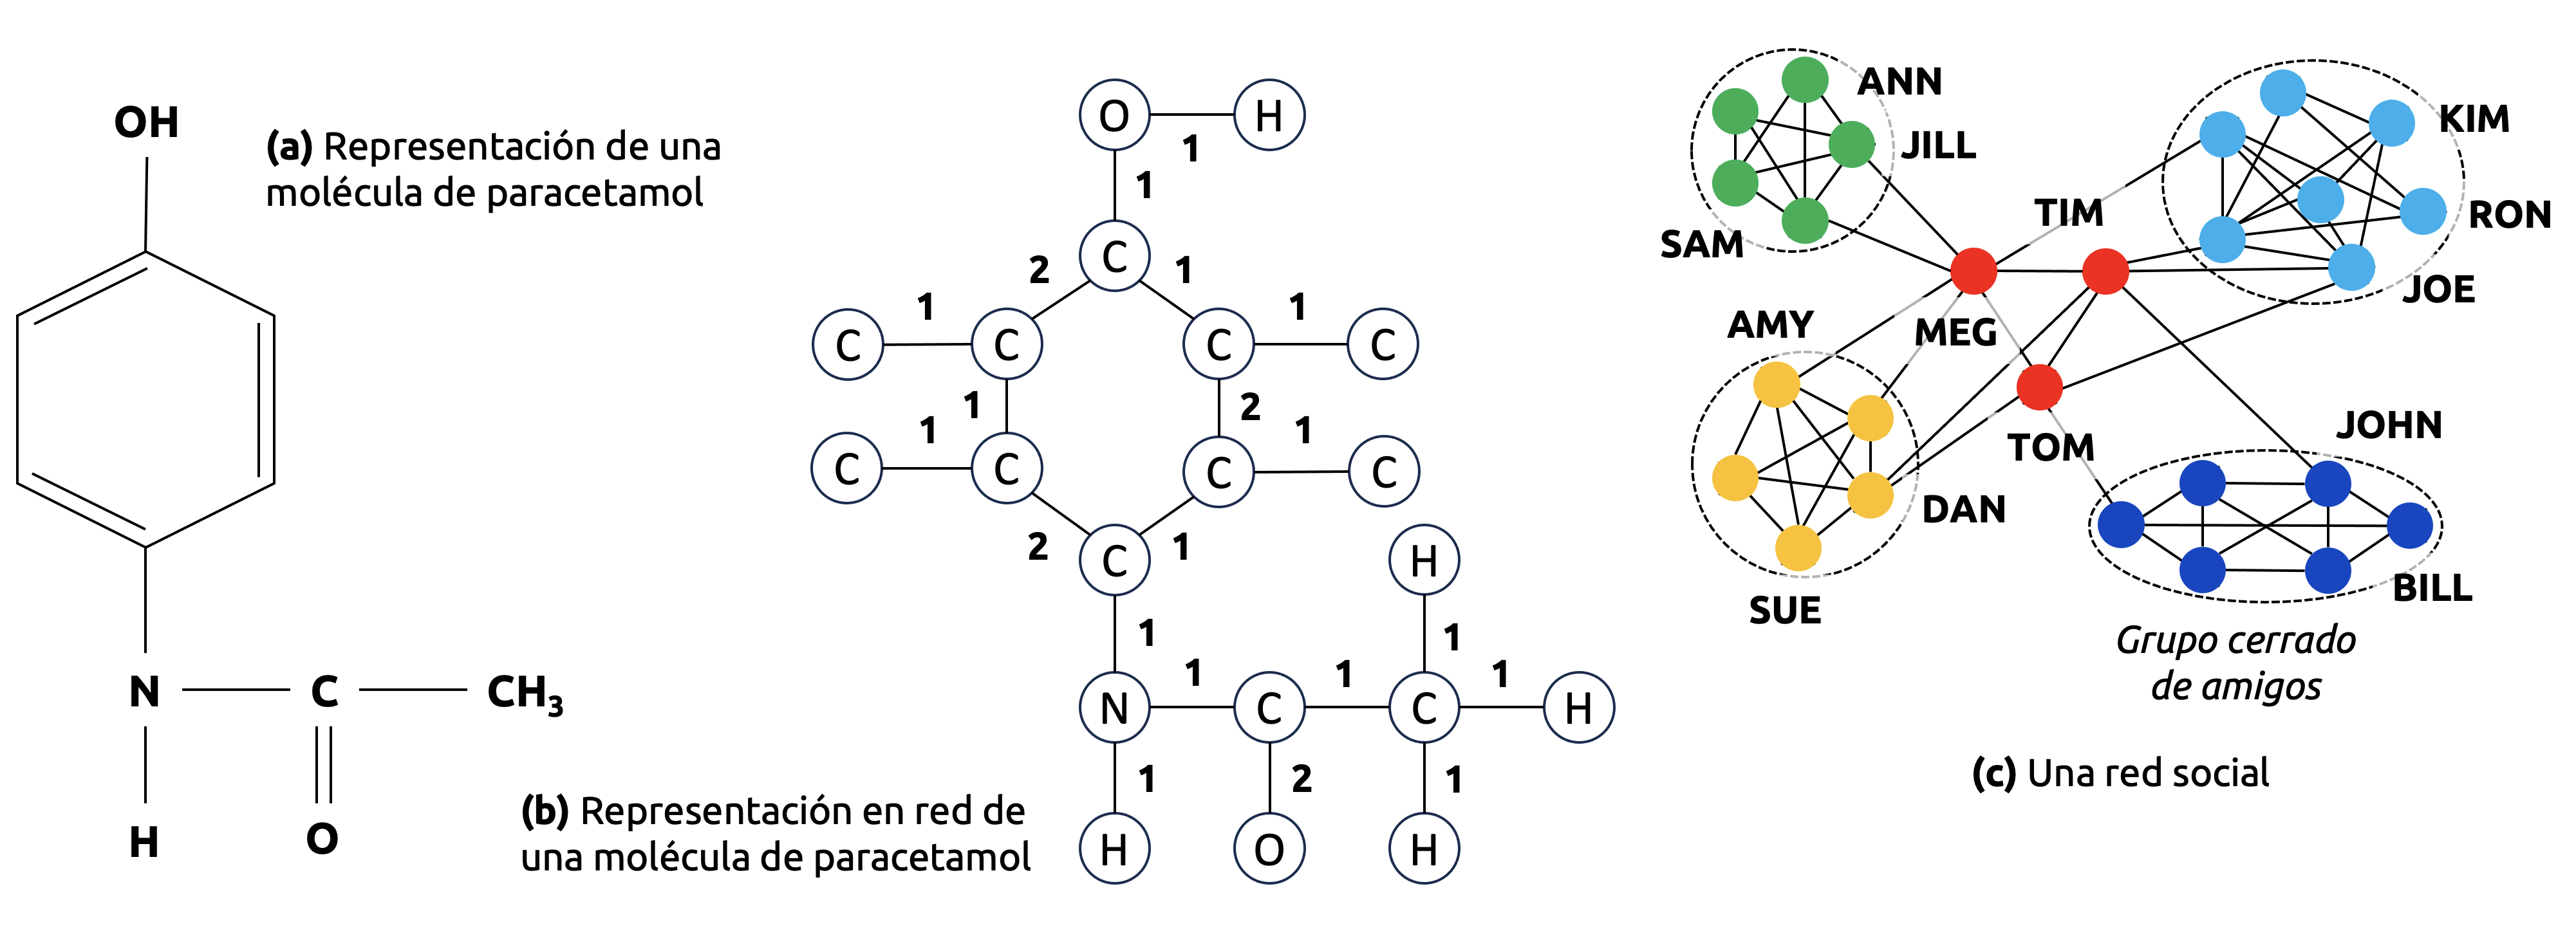 OH
(a) Representación de una
molécula de paracetamol
N
C
CH₃
H
O
O
H
1
1
C
2
1
1
1
C
C
C
C
1
2
1
1
C
C
C
C
2
1
C
H
1
1
1
1
1
N
C
C
H
1
2
1
H
O
H
(b) Representación en red de
una molécula de paracetamol
ANN
JILL
SAM
KIM
TIM
RON
JOE
AMY
MEG
TOM
DAN
SUE
JOHN
BILL
Grupo cerrado
de amigos
(c) Una red social